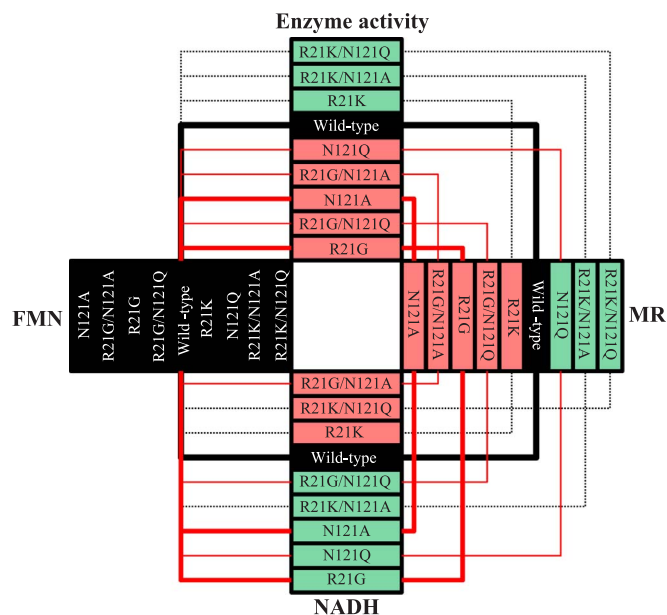 Enzyme activity
R21K/N121Q
R21K/N121A
R21K
Wild-type
N121Q
R21G/N121A
N121A
R21G/N121Q
R21G
FMN
N121A
R21G/N121A
R21G
R21G/N121Q
Wild -type
R21K
N121Q
R21K/N121A
R21K/N121Q
N121A
R21G/N121A
R21G
R21G/N121Q
R21K
Wild -type
N121Q
R21K/N121A
R21K/N121Q
MR
R21G/N121A
R21K/N121Q
R21K
Wild-type
R21G/N121Q
R21K/N121A
N121A
N121Q
R21G
NADH